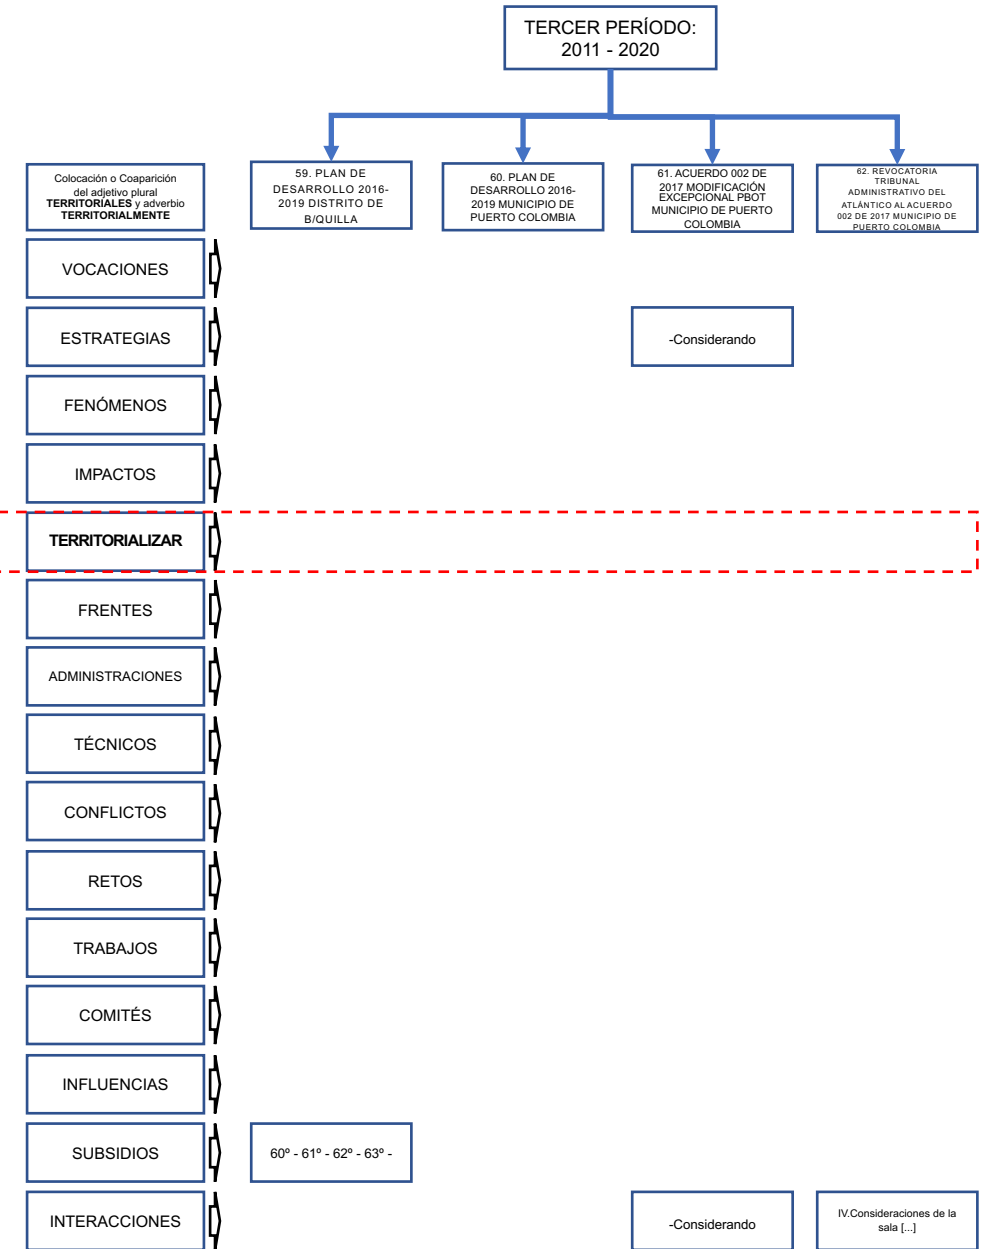 TERCER PERÍODO:
2011 - 2020
Colocación o Coaparición
del adjetivo plural
TERRITORIALES y adverbio
TERRITORIALMENTE
59. PLAN DE
DESARROLLO 2016-
2019 DISTRITO DE
B/QUILLA
60. PLAN DE
DESARROLLO 2016-
2019 MUNICIPIO DE
PUERTO COLOMBIA
61. ACUERDO 002 DE
2017 MODIFICACIÓN
EXCEPCIONAL PBOT
MUNICIPIO DE PUERTO
COLOMBIA
62. REVOCATORIA
TRIBUNAL
ADMINISTRATIVO DEL
ATLÁNTICO AL ACUERDO
002 DE 2017 MUNICIPIO DE
PUERTO COLOMBIA
VOCACIONES
ESTRATEGIAS
-Considerando
FENÓMENOS
IMPACTOS
TERRITORIALIZAR
FRENTES
ADMINISTRACIONES
TÉCNICOS
CONFLICTOS
RETOS
TRABAJOS
COMITÉS
INFLUENCIAS
SUBSIDIOS
60º - 61º - 62º - 63º -
INTERACCIONES
-Considerando
IV.Consideraciones de la
sala [...]